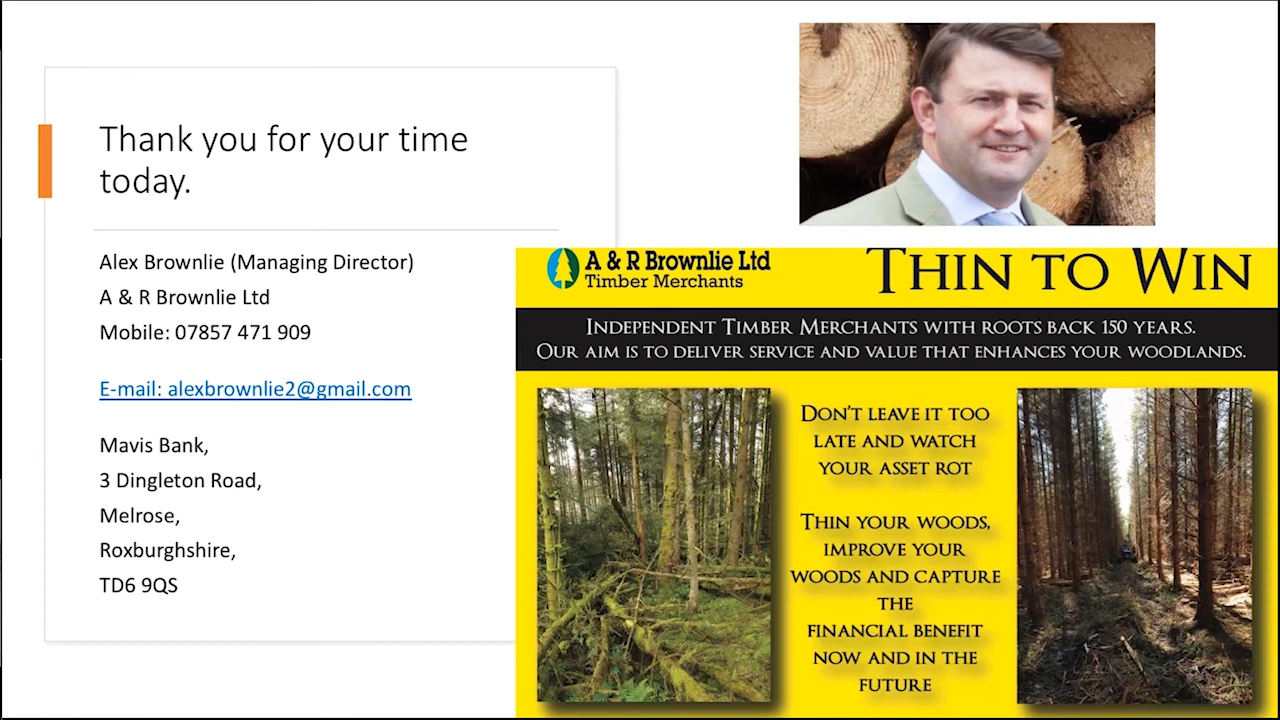 Thank you for your time
today.
Alex Brownlie (Managing Director)
A & R Brownlie Ltd
Mobile: 07857 471 909
E-mail: alexbrownlie2@gmail.com
Mavis Bank,
3 Dingleton Road,
Melrose,
Roxburghshire,
TD6 9QS
A & R Brownlie Ltd
Timber Merchants
THIN TO WIN
INDEPENDENT TIMBER MERCHANTS WITH ROOTS BACK 150 YEARS.
OUR AIM IS TO DELIVER SERVICE AND VALUE THAT ENHANCES YOUR WOODLANDS.
DON'T LEAVE IT TOO
LATE AND WATCH
YOUR ASSET ROT
THIN YOUR WOODS,
IMPROVE YOUR
WOODS AND CAPTURE
THE
FINANCIAL BENEFIT
NOW AND IN THE
FUTURE